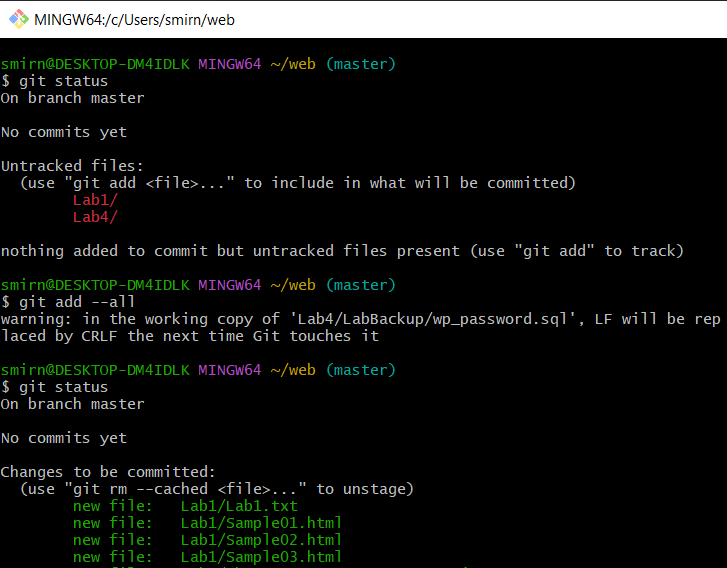 MINGW64:/c/Users/smirn/web
smirn@DESKTOP-DM4IDLK MINGW64 ~/web (master)
$ git status
On branch master
No commits yet
Untracked files:
(use "git add <file>..." to include in what will be committed)
Lab1/
Lab4/
nothing added to commit but untracked files present (use "git add" to track)
smirn@DESKTOP-DM4IDLK MINGW64 ~/web (master)
$ git add --all
warning: in the working copy of 'Lab4/LabBackup/wp_password.sql', LF will be rep
laced by CRLF the next time Git touches it
smirn@DESKTOP-DM4IDLK MINGW64 ~/web (master)
$ git status
On branch master
No commits yet
Changes to be committed:
(use "git rm --cached <file>..." to unstage)
new file:   Lab1/Lab1.txt
new file:   Lab1/Sample01.html
new file:   Lab1/Sample02.html
new file:   Lab1/Sample03.html